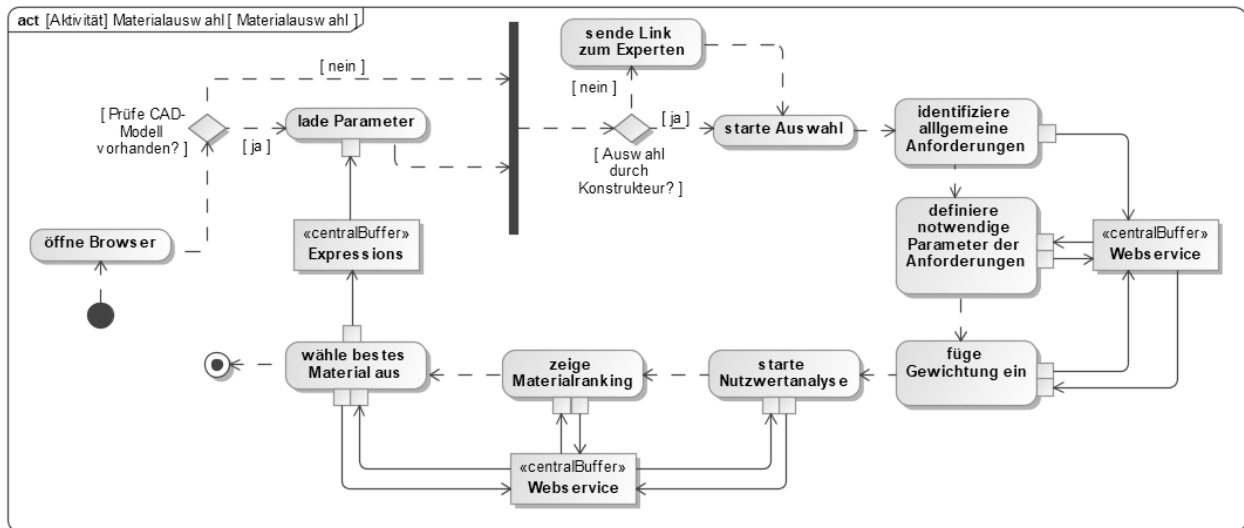 act [Aktivität] Materialauswahl [ Materialauswahl ]
sende Link
zum Experten
[ nein ]
[ nein ]
[ Prüfe CAD-
Modell
vorhanden? ]
lade Parameter
[ ja ]
[ ja ]
starte Auswahl
identifiziere
alllgemeine
Anforderungen
[ Auswahl
durch
Konstrukteur? ]
definiere
notwendige
Parameter der
Anforderungen
«centralBuffer»
Webservice
öffne Browser
«centralBuffer»
Expressions
wähle bestes
Material aus
zeige
Materialranking
starte
Nutzwertanalyse
füge
Gewichtung ein
«centralBuffer»
Webservice